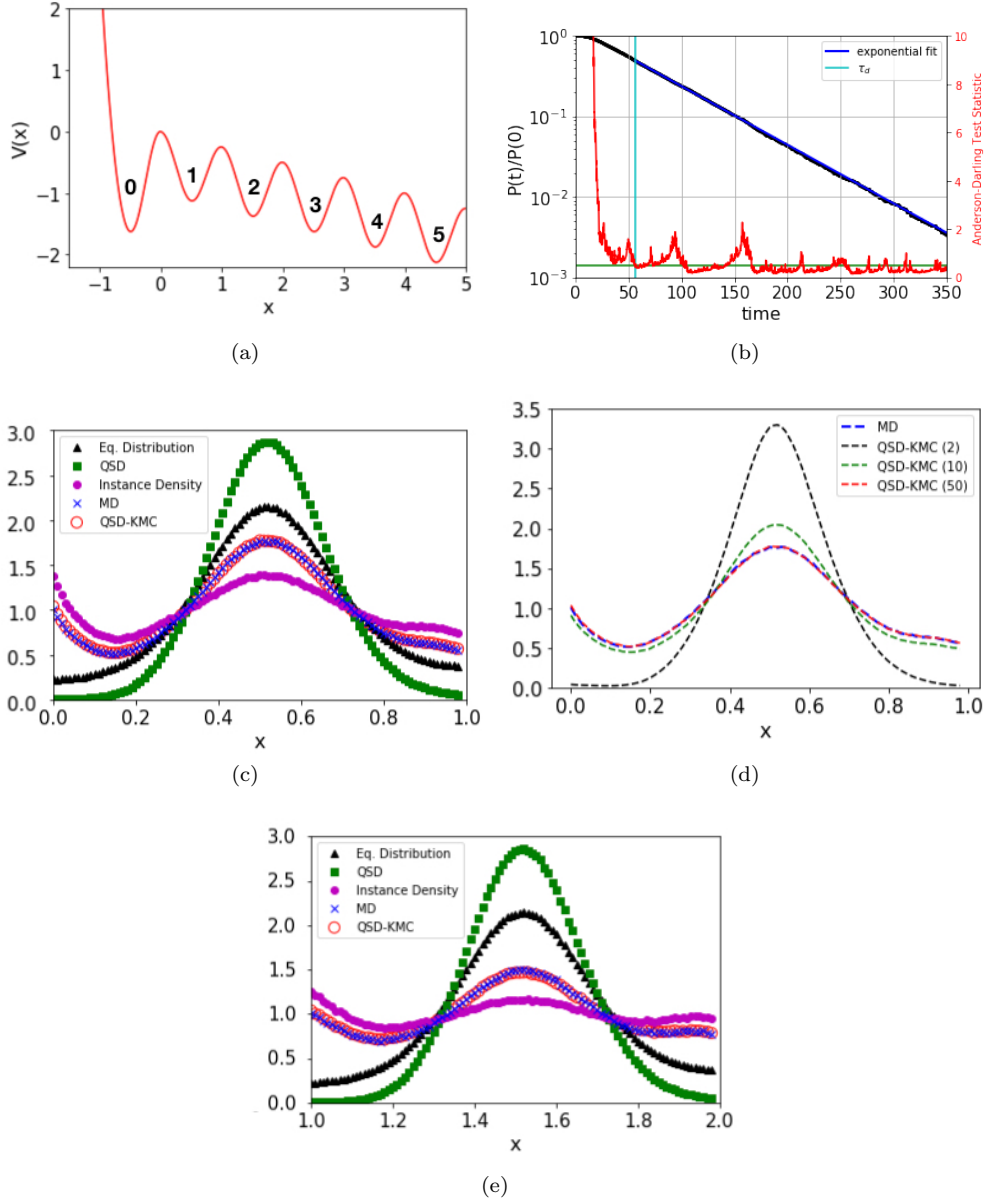 2
1
0
−1
−2
V(x)
0
1
2
3
4
5
−1 0 1 2 3 4 5
x
(a)
10^0
10^{-1}
10^{-2}
10^{-3}
P(t)/P(0)
exponential fit
τ_d
10
8
6
4
2
0
Anderson-Darling Test Statistic
0 50 100 150 200 250 300 350
time
(b)
3.0
2.5
2.0
1.5
1.0
0.5
0.0
Eq. Distribution
QSD
Instance Density
MD
QSD-KMC
0.0 0.2 0.4 0.6 0.8 1.0
x
(c)
3.5
3.0
2.5
2.0
1.5
1.0
0.5
0.0
MD
QSD-KMC (2)
QSD-KMC (10)
QSD-KMC (50)
0.0 0.2 0.4 0.6 0.8 1.0
x
(d)
3.0
2.5
2.0
1.5
1.0
0.5
0.0
Eq. Distribution
QSD
Instance Density
MD
QSD-KMC
1.0 1.2 1.4 1.6 1.8 2.0
x
(e)